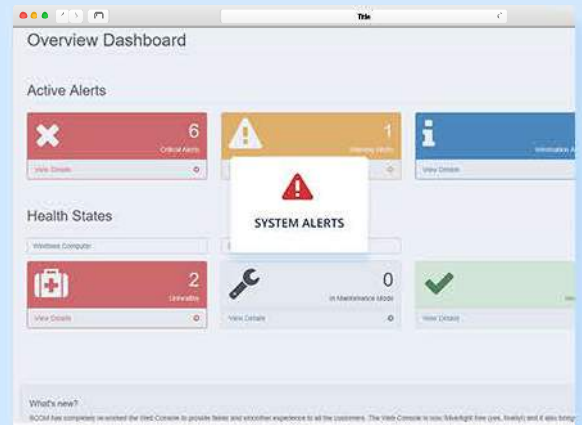 Title
Overview Dashboard
Active Alerts
6
Critical Alerts
View Details
1
Warning Alerts
Information
View Details
SYSTEM ALERTS
Health States
Windows Computer
2
Unhealthy
View Details
0
In Maintenance Mode
View Details
View Details
What's new?
SCOM has completely re-worked the Web Console to provide faster and smoother experience to all the customers. The Web Console is now Silverlight free (yes, finally!) and it also brings